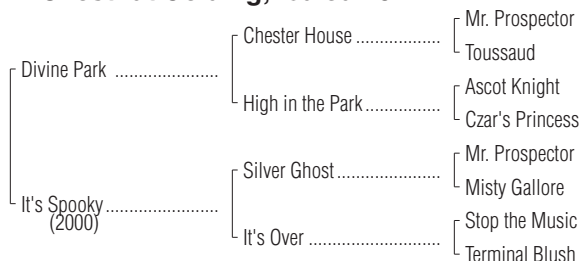 Chester House .................. Mr. Prospector
Toussaud
Divine Park ......................
High in the Park ................ Ascot Knight
Czar's Princess
Silver Ghost ...................... Mr. Prospector
Misty Gallore
It's Spooky ........................
(2000)
It's Over ............................ Stop the Music
Terminal Blush